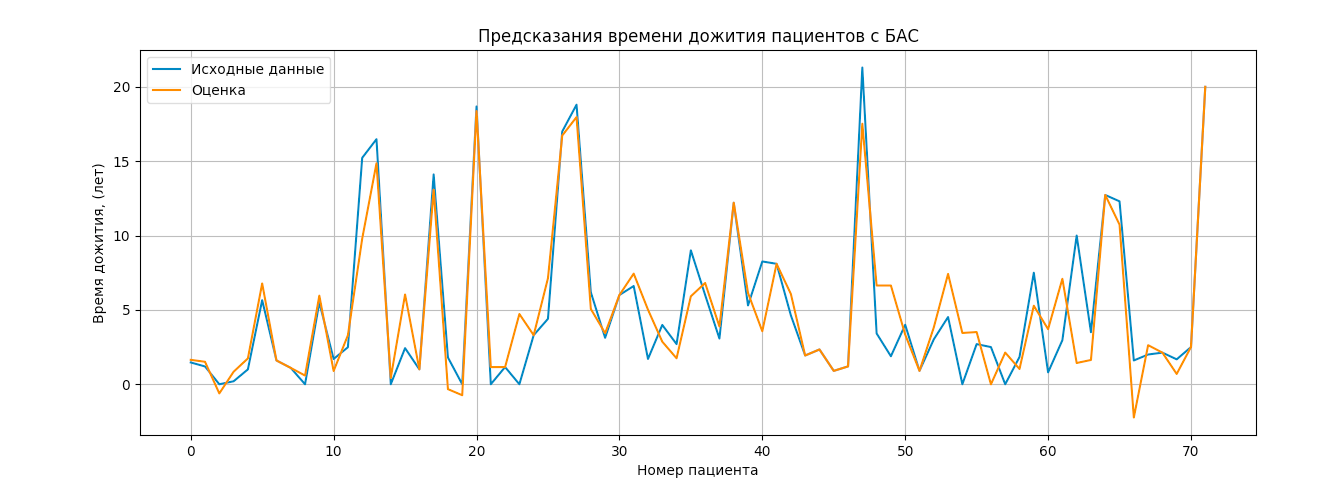 Предсказания времени дожития пациентов с БАС
Исходные данные
Оценка
Время дожития, (лет)
20
15
10
5
0
0 10 20 30 40 50 60 70
Номер пациента